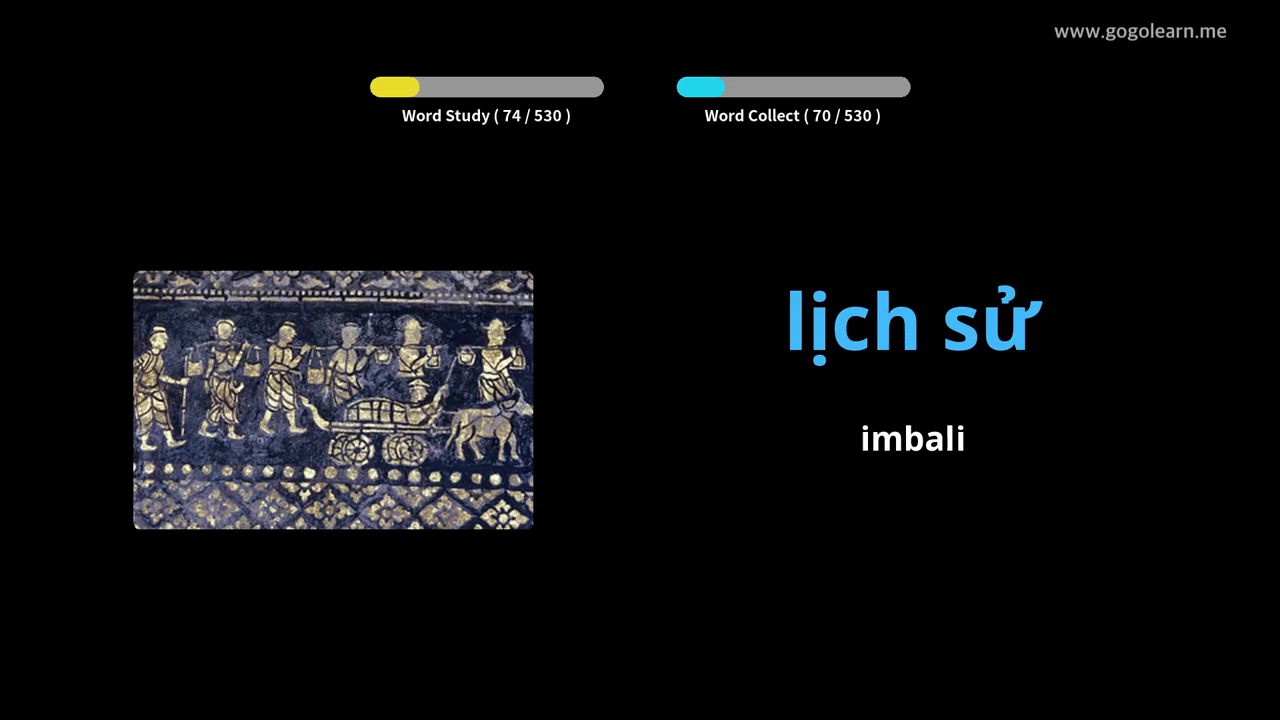 www.gogolearn.me
Word Study ( 74 / 530 )
Word Collect ( 70 / 530 )
lịch sử
imbali